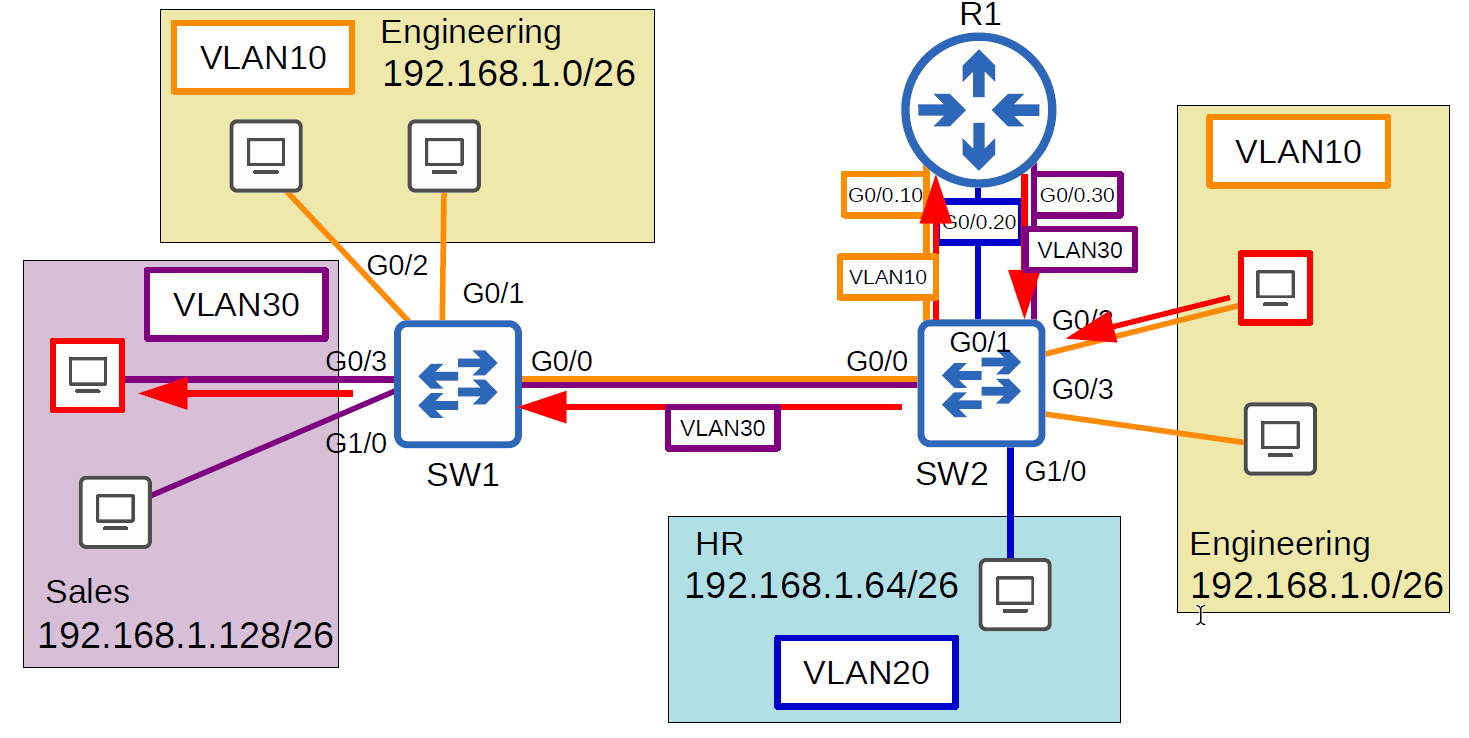 R1
VLAN10
Engineering
192.168.1.0/26
VLAN10
G0/0.10
G0/0.20
G0/0.30
VLAN10
VLAN30
G0/2
G0/1
VLAN30
G0/3
G0/0
G0/0
G0/1
G0/2
G0/3
VLAN30
G1/0
SW1
SW2
G1/0
HR
192.168.1.64/26
VLAN20
Engineering
192.168.1.0/26
Sales
192.168.1.128/26